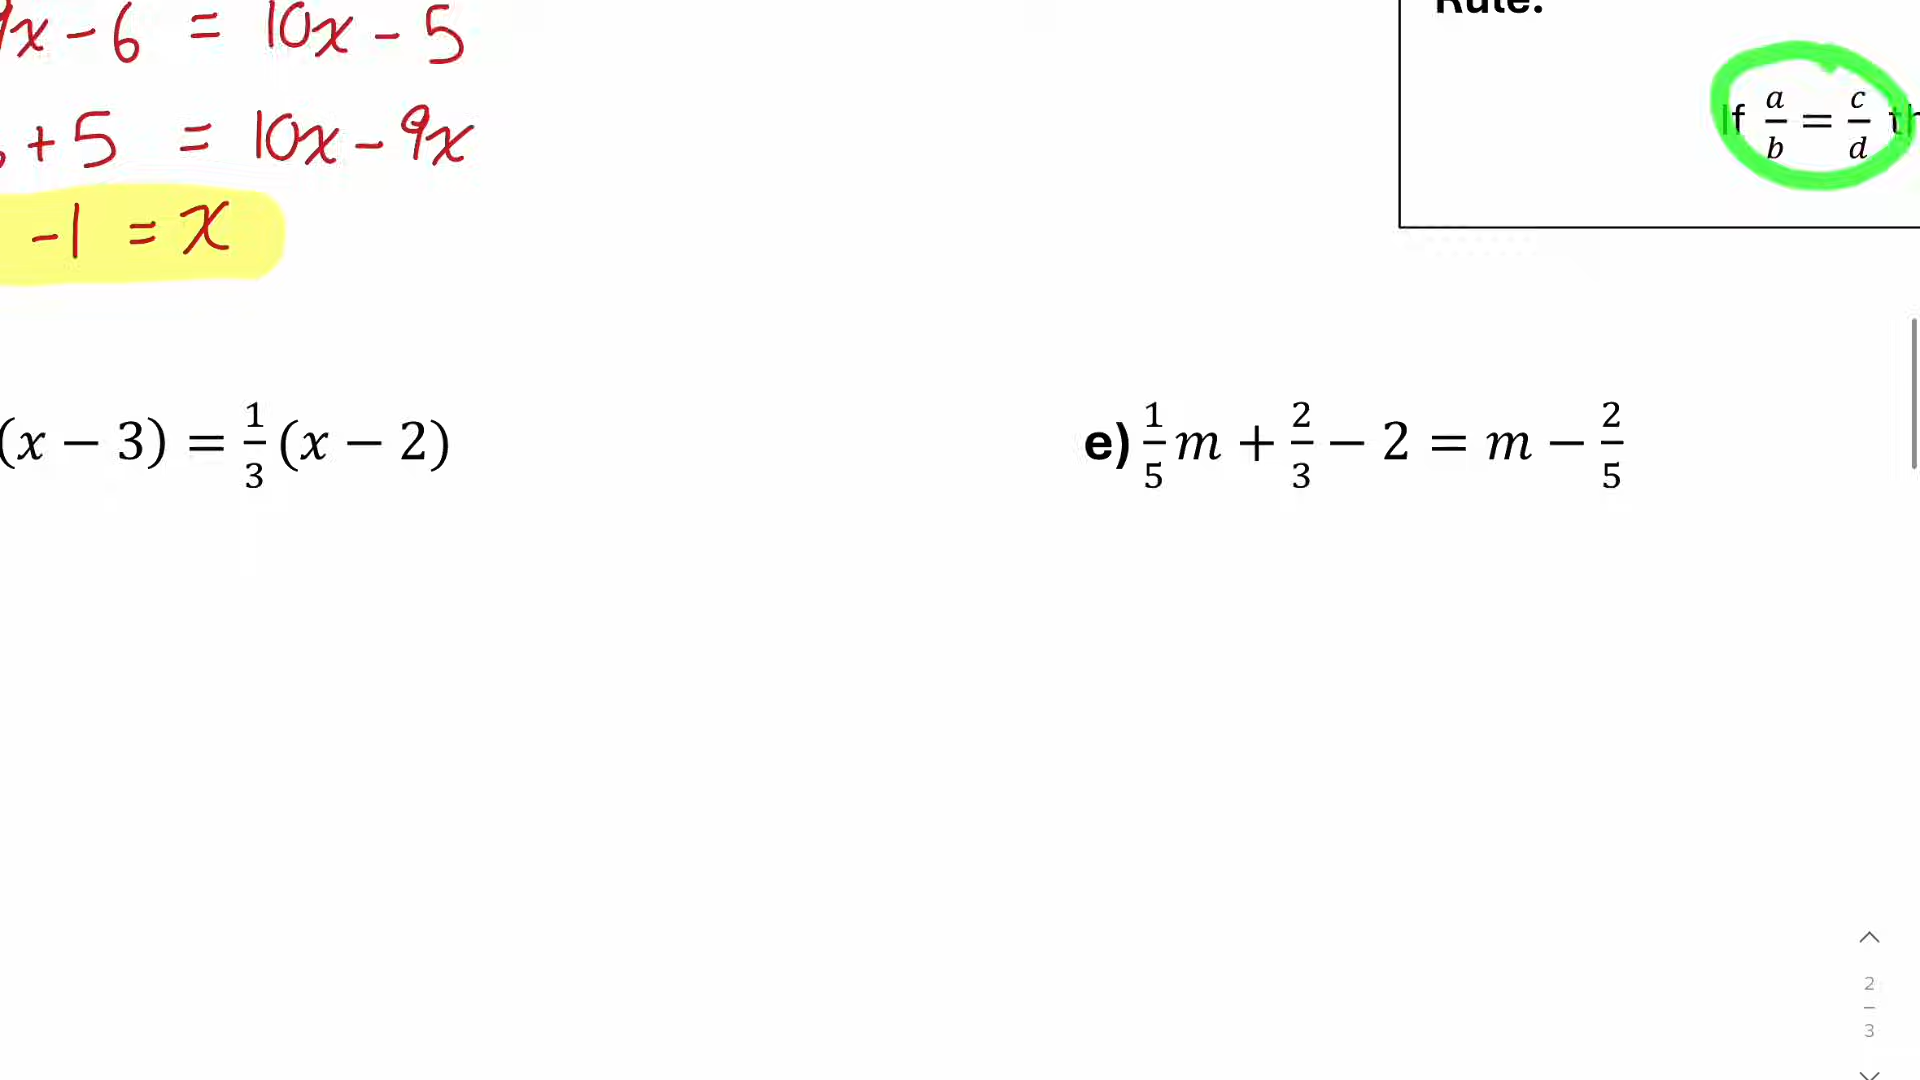 x - 6 = 10x - 5
+ 5 = 10x - 9x
-1 = x
Rule:
If a/b = c/d
(x − 3) = 1/3 (x − 2)
e) 1/5 m + 2/3 − 2 = m − 2/5
2
3